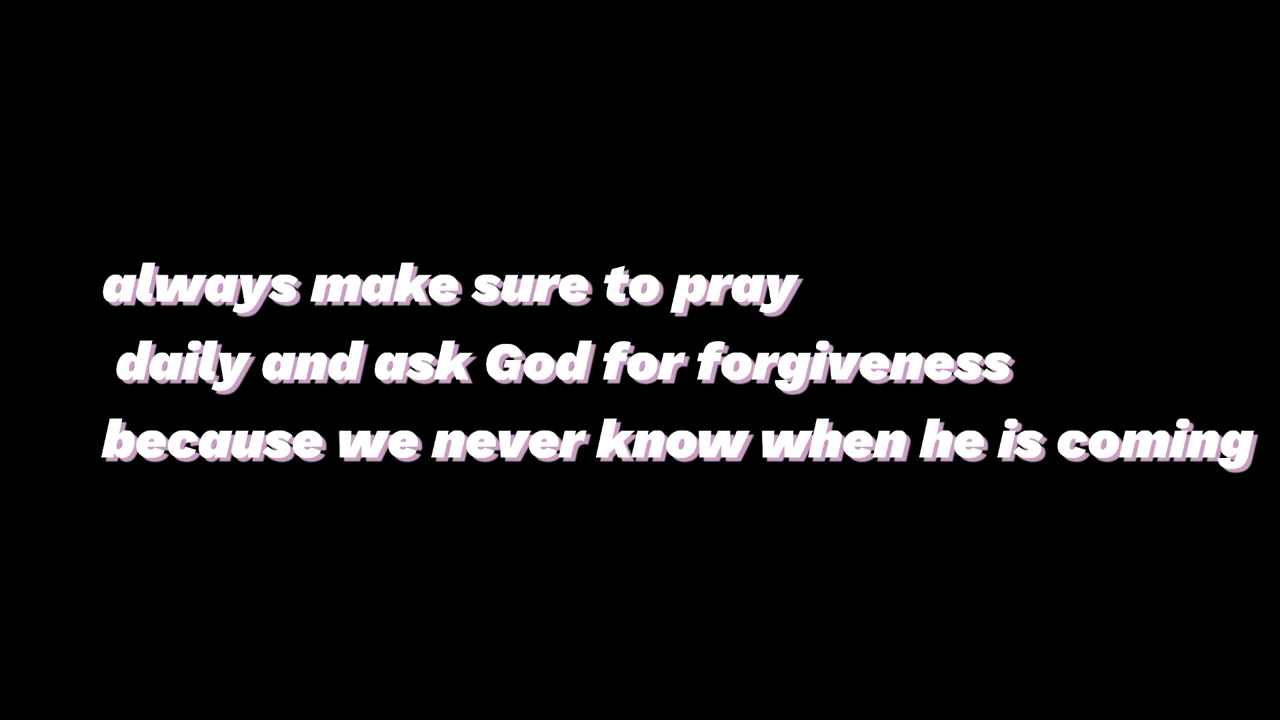 always make sure to pray
daily and ask God for forgiveness
because we never know when he is coming